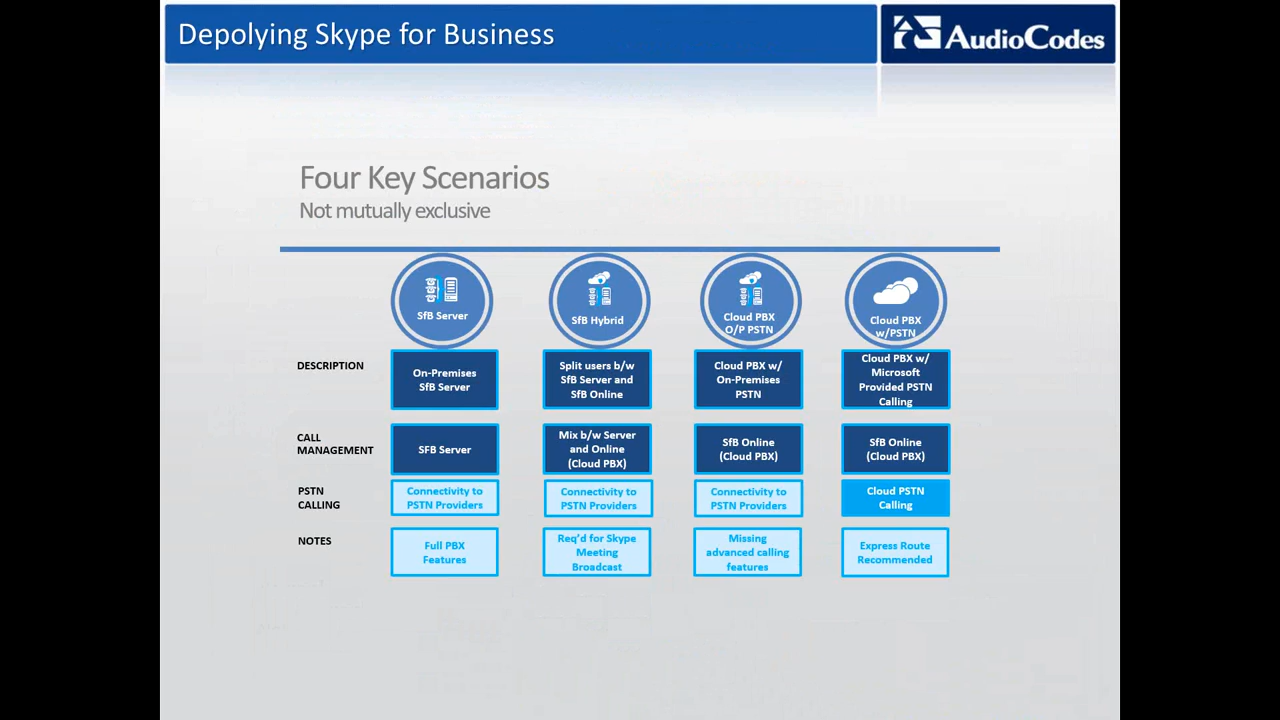 Depolying Skype for Business
AudioCodes
Four Key Scenarios
Not mutually exclusive
SfB Server
SfB Hybrid
Cloud PBX
O/P PSTN
Cloud PBX
w/PSTN
DESCRIPTION
On-Premises
SfB Server
Split users b/w
SfB Server and
SfB Online
Cloud PBX w/
On-Premises
PSTN
Cloud PBX w/
Microsoft
Provided PSTN
Calling
CALL
MANAGEMENT
SFB Server
Mix b/w Server
and Online
(Cloud PBX)
SfB Online
(Cloud PBX)
SfB Online
(Cloud PBX)
PSTN
CALLING
Connectivity to
PSTN Providers
Connectivity to
PSTN Providers
Connectivity to
PSTN Providers
Cloud PSTN
Calling
NOTES
Full PBX
Features
Req'd for Skype
Meeting
Broadcast
Missing
advanced calling
features
Express Route
Recommended